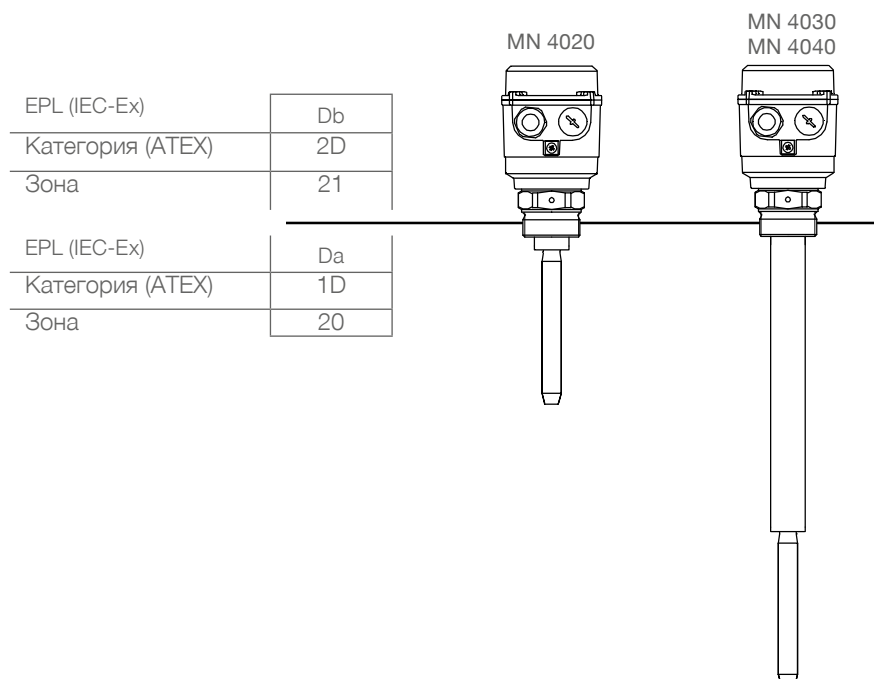 MN 4020
MN 4030
MN 4040
EPL (IEC-Ex) Db
Категория (ATEX) 2D
Зона 21
EPL (IEC-Ex) Da
Категория (ATEX) 1D
Зона 20